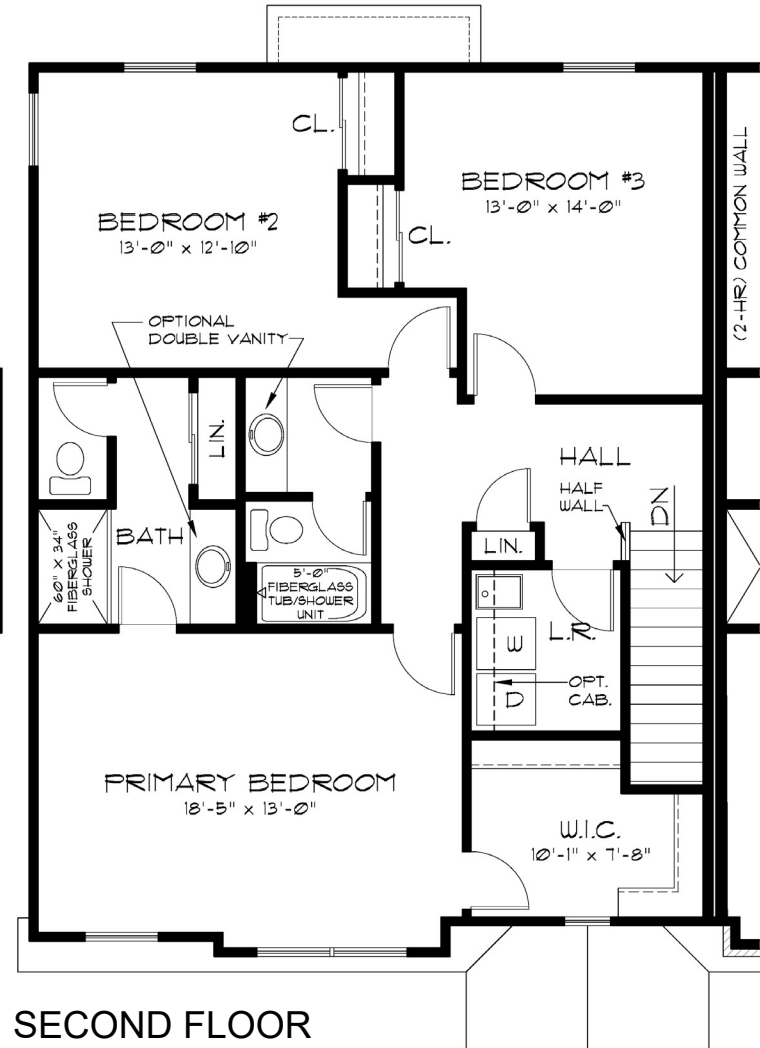 CL.
BEDROOM #3
13'-0" x 14'-0"
(2-HR) COMMON WALL
BEDROOM #2
13'-0" x 12'-10"
CL.
OPTIONAL
DOUBLE VANITY
LIN.
HALL
HALF
WALL
DN
BATH
LIN.
60" X 34"
FIBERGLASS
SHOWER
5'-0"
FIBERGLASS
TUB/SHOWER
UNIT
L.R.
W
OPT.
CAB.
D
PRIMARY BEDROOM
18'-5" x 13'-0"
W.I.C.
10'-1" x 7'-8"
SECOND FLOOR